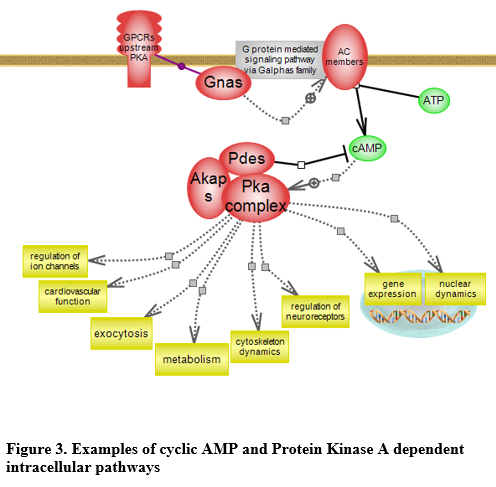 GPCRs
upstream
PKA
Gnas
G protein mediated
signaling pathway
via Galphas family
AC
members
ATP
cAMP
Pdes
Akap
s
Pka
complex
regulation of
ion channels
cardiovascular
function
exocytosis
metabolism
cytoskeleton
dynamics
regulation of
neuroreceptors
gene
expression
nuclear
dynamics
Figure 3. Examples of cyclic AMP and Protein Kinase A dependent
intracellular pathways